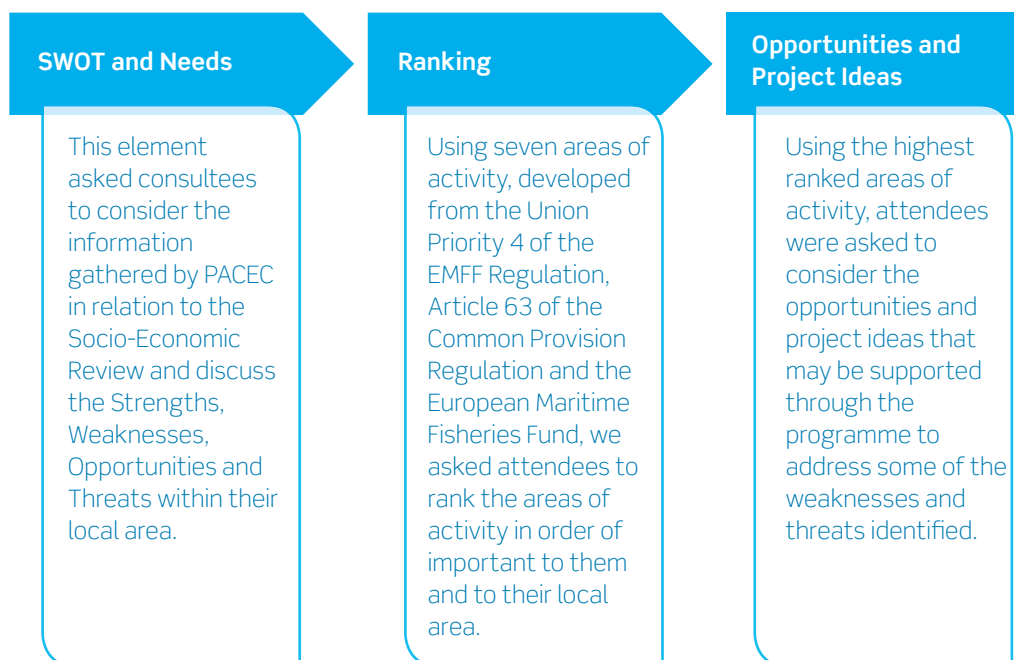 SWOT and Needs
This element
asked consultees
to consider the
information
gathered by PACEC
in relation to the
Socio-Economic
Review and discuss
the Strengths,
Weaknesses,
Opportunities and
Threats within their
local area.
Ranking
Using seven areas of
activity, developed
from the Union
Priority 4 of the
EMFF Regulation,
Article 63 of the
Common Provision
Regulation and the
European Maritime
Fisheries Fund, we
asked attendees to
rank the areas of
activity in order of
important to them
and to their local
area.
Opportunities and
Project Ideas
Using the highest
ranked areas of
activity, attendees
were asked to
consider the
opportunities and
project ideas that
may be supported
through the
programme to
address some of the
weaknesses and
threats identified.